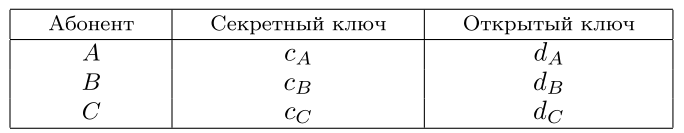 Абонент Секретный ключ Открытый ключ
A c_A d_A
B c_B d_B
C c_C d_C